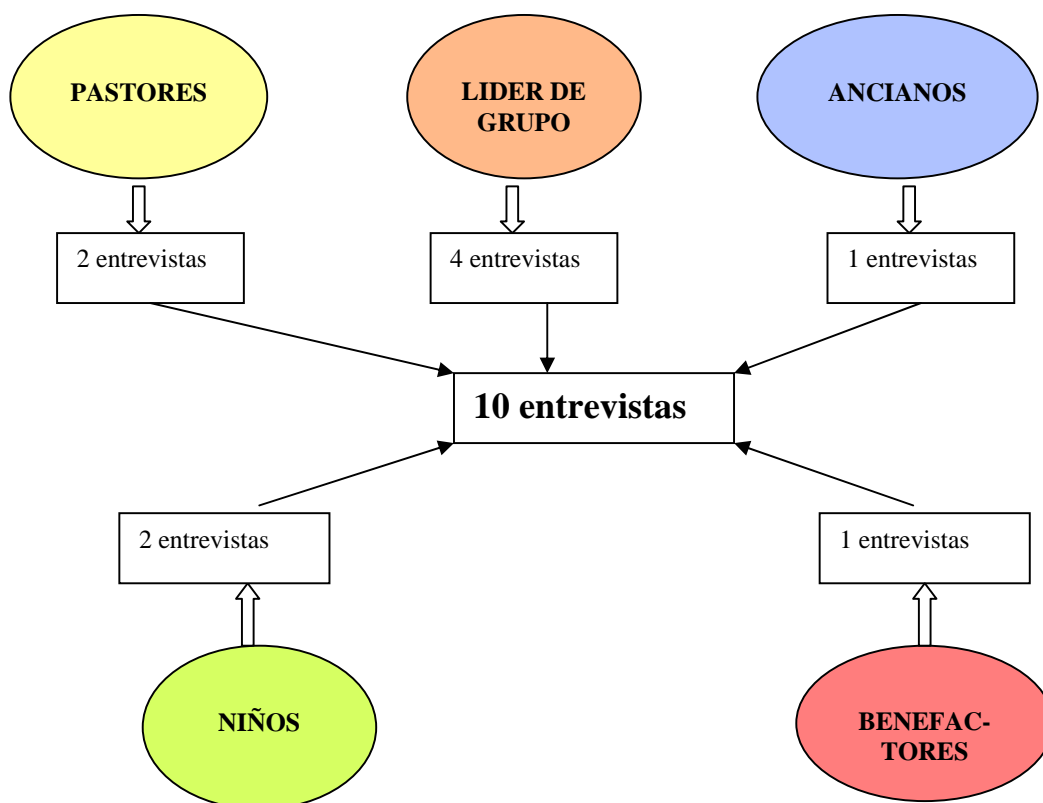 PASTORES
LIDER DE
GRUPO
ANCIANOS
2 entrevistas
4 entrevistas
1 entrevistas
10 entrevistas
2 entrevistas
1 entrevistas
NIÑOS
BENEFAC-
TORES